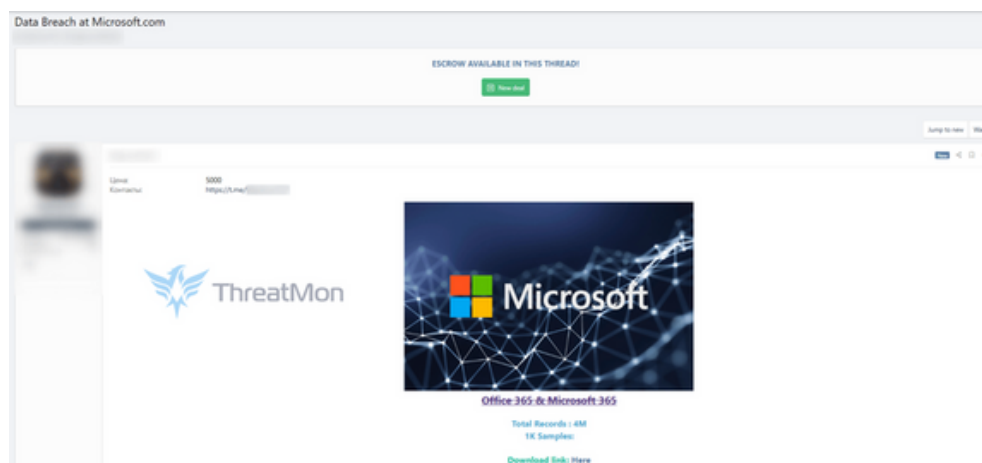 Data Breach at Microsoft.com
ESCROW AVAILABLE IN THIS THREAD!
New deal
Jump to new
Цена: 5000
Контакты: https://t.me/
New
ThreatMon
Microsoft
Office 365 & Microsoft 365
Total Records : 4M
1K Samples:
Download link: Here